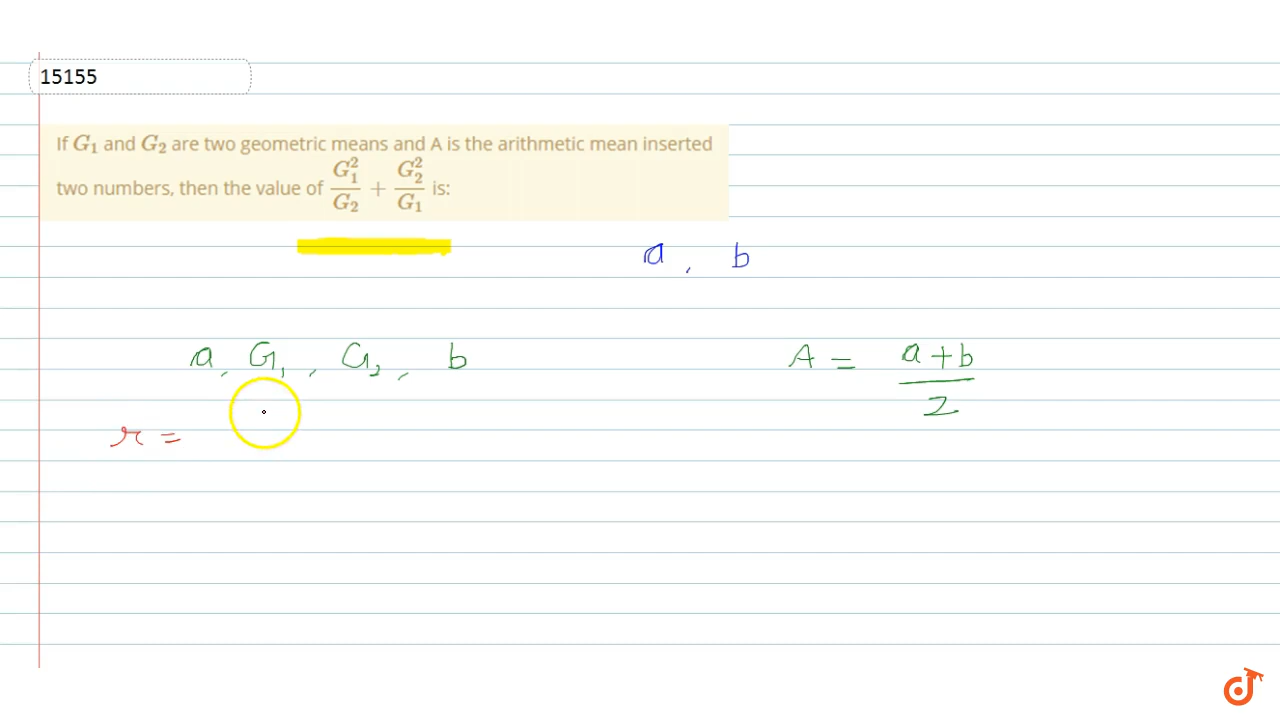 15155
If G₁ and G₂ are two geometric means and A is the arithmetic mean inserted
two numbers, then the value of G₁²/G₂ + G₂²/G₁ is:
a, b
a, G₁, G₂, b
A = (a+b)/2
r =